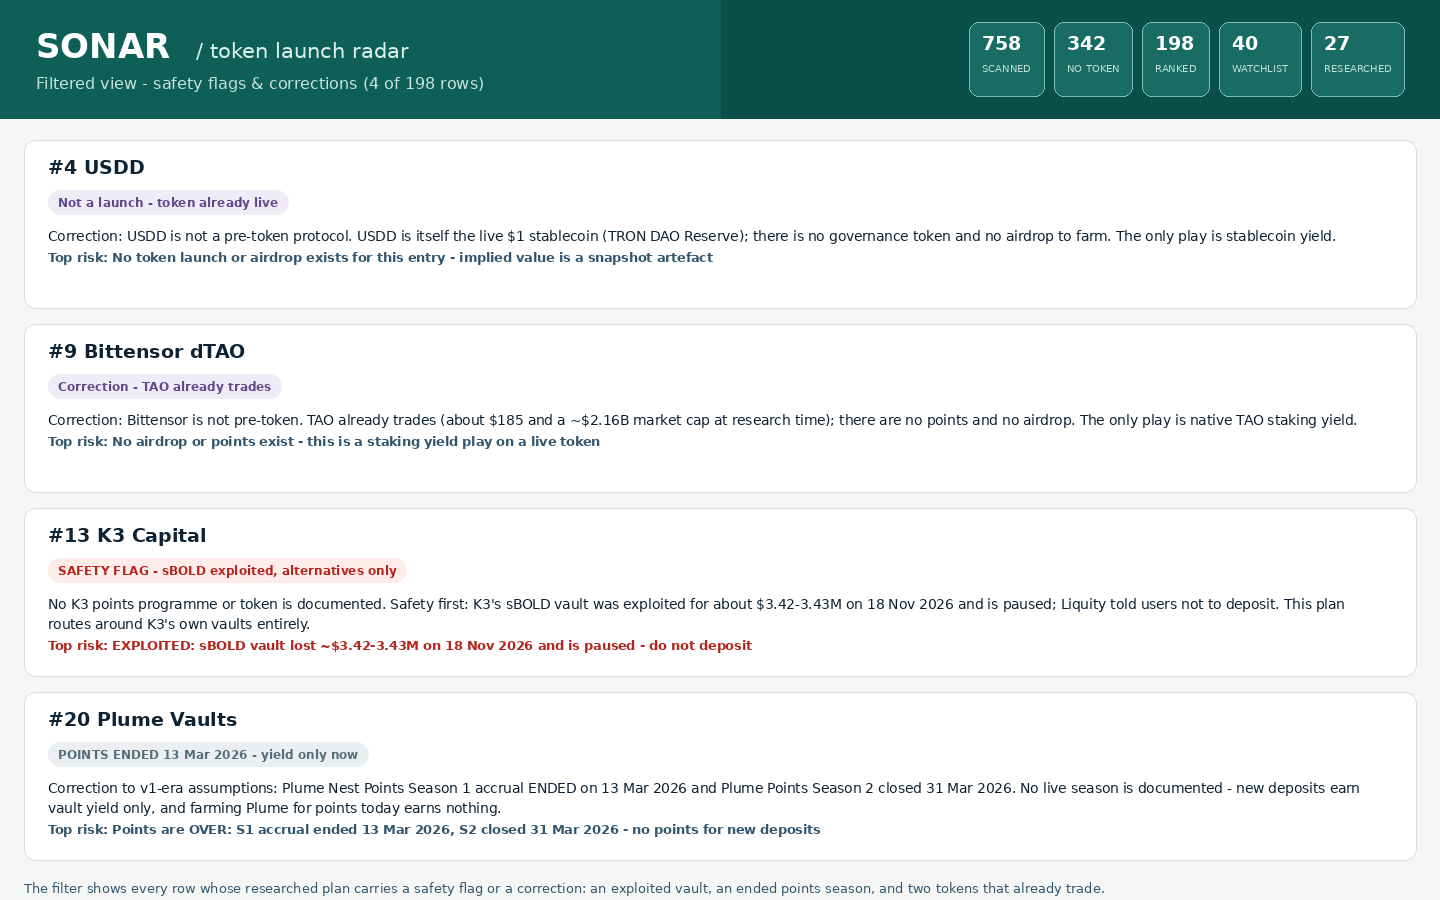 SONAR / token launch radar
Filtered view - safety flags & corrections (4 of 198 rows)
758
SCANNED
342
NO TOKEN
198
RANKED
40
WATCHLIST
27
RESEARCHED
#4 USDD
Not a launch - token already live
Correction: USDD is not a pre-token protocol. USDD is itself the live $1 stablecoin (TRON DAO Reserve); there is no governance token and no airdrop to farm. The only play is stablecoin yield.
Top risk: No token launch or airdrop exists for this entry - implied value is a snapshot artefact
#9 Bittensor dTAO
Correction - TAO already trades
Correction: Bittensor is not pre-token. TAO already trades (about $185 and a ~$2.16B market cap at research time); there are no points and no airdrop. The only play is native TAO staking yield.
Top risk: No airdrop or points exist - this is a staking yield play on a live token
#13 K3 Capital
SAFETY FLAG - sBOLD exploited, alternatives only
No K3 points programme or token is documented. Safety first: K3's sBOLD vault was exploited for about $3.42-3.43M on 18 Nov 2026 and is paused; Liquity told users not to deposit. This plan
routes around K3's own vaults entirely.
Top risk: EXPLOITED: sBOLD vault lost ~$3.42-3.43M on 18 Nov 2026 and is paused - do not deposit
#20 Plume Vaults
POINTS ENDED 13 Mar 2026 - yield only now
Correction to v1-era assumptions: Plume Nest Points Season 1 accrual ENDED on 13 Mar 2026 and Plume Points Season 2 closed 31 Mar 2026. No live season is documented - new deposits earn
vault yield only, and farming Plume for points today earns nothing.
Top risk: Points are OVER: S1 accrual ended 13 Mar 2026, S2 closed 31 Mar 2026 - no points for new deposits
The filter shows every row whose researched plan carries a safety flag or a correction: an exploited vault, an ended points season, and two tokens that already trade.